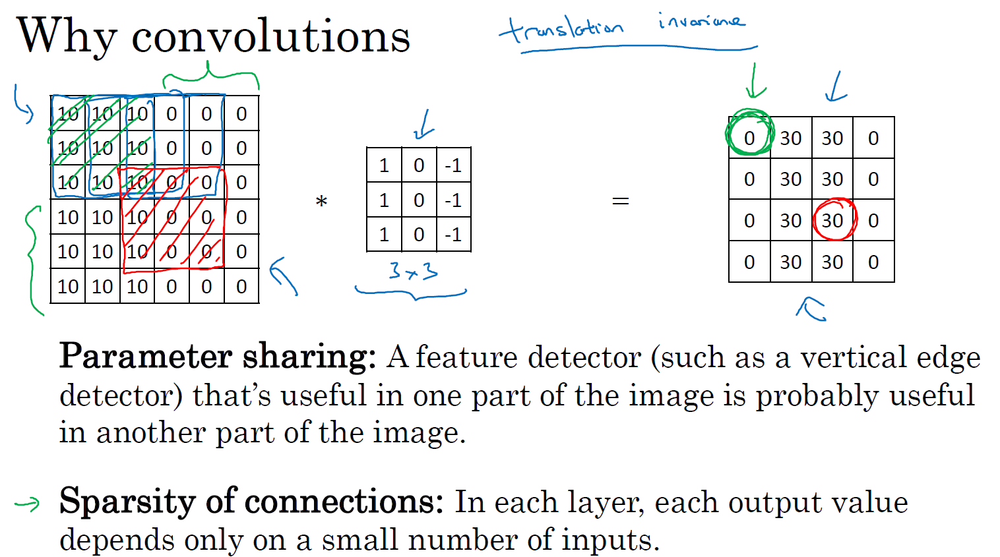 Why convolutions
translation invariance
10 10 10 0 0 0
10 10 10 0 0 0
10 10 10 0 0 0
10 10 10 0 0 0
10 10 10 0 0 0
10 10 10 0 0 0
*
1 0 -1
1 0 -1
1 0 -1
3 x 3
=
0 30 30 0
0 30 30 0
0 30 30 0
0 30 30 0
Parameter sharing: A feature detector (such as a vertical edge
detector) that’s useful in one part of the image is probably useful
in another part of the image.
Sparsity of connections: In each layer, each output value
depends only on a small number of inputs.